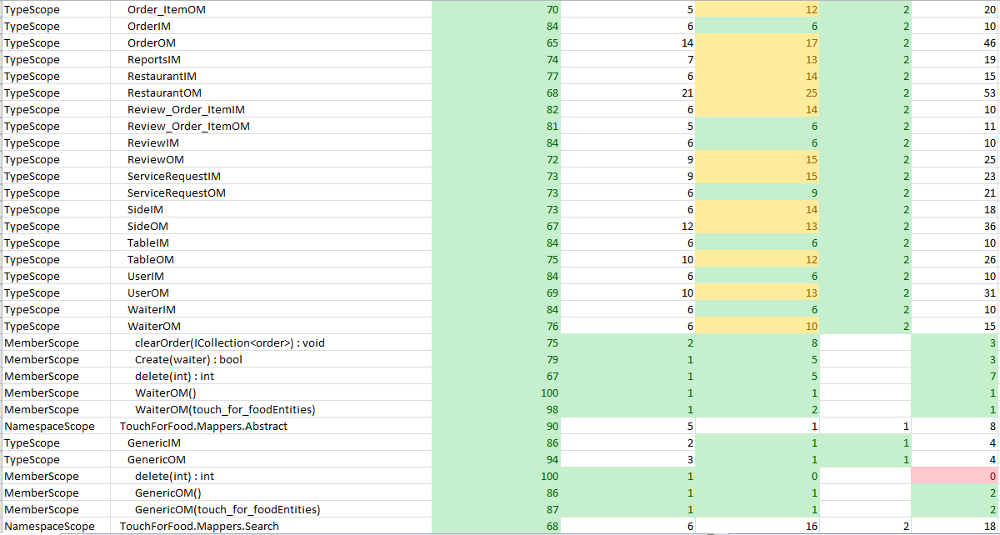 TypeScope Order_ItemOM 70 5 12 2 20
TypeScope OrderIM 84 6 6 2 10
TypeScope OrderOM 65 14 17 2 46
TypeScope ReportsIM 74 7 13 2 19
TypeScope RestaurantIM 77 6 14 2 15
TypeScope RestaurantOM 68 21 25 2 53
TypeScope Review_Order_ItemIM 82 6 14 2 10
TypeScope Review_Order_ItemOM 81 5 6 2 11
TypeScope ReviewIM 84 6 6 2 10
TypeScope ReviewOM 72 9 15 2 25
TypeScope ServiceRequestIM 73 9 15 2 23
TypeScope ServiceRequestOM 73 6 9 2 21
TypeScope SideIM 73 6 14 2 18
TypeScope SideOM 67 12 13 2 36
TypeScope TableIM 84 6 6 2 10
TypeScope TableOM 75 10 12 2 26
TypeScope UserIM 84 6 6 2 10
TypeScope UserOM 69 10 13 2 31
TypeScope WaiterIM 84 6 6 2 10
TypeScope WaiterOM 76 6 10 2 15
MemberScope clearOrder(ICollection<order>) : void 75 2 8 3
MemberScope Create(waiter) : bool 79 1 5 3
MemberScope delete(int) : int 67 1 5 7
MemberScope WaiterOM() 100 1 1 1
MemberScope WaiterOM(touch_for_foodEntities) 98 1 2 1
NamespaceScope TouchForFood.Mappers.Abstract 90 5 1 1 8
TypeScope GenericIM 86 2 1 1 4
TypeScope GenericOM 94 3 1 1 4
MemberScope delete(int) : int 100 1 0 0
MemberScope GenericOM() 86 1 1 2
MemberScope GenericOM(touch_for_foodEntities) 87 1 1 2
NamespaceScope TouchForFood.Mappers.Search 68 6 16 2 18